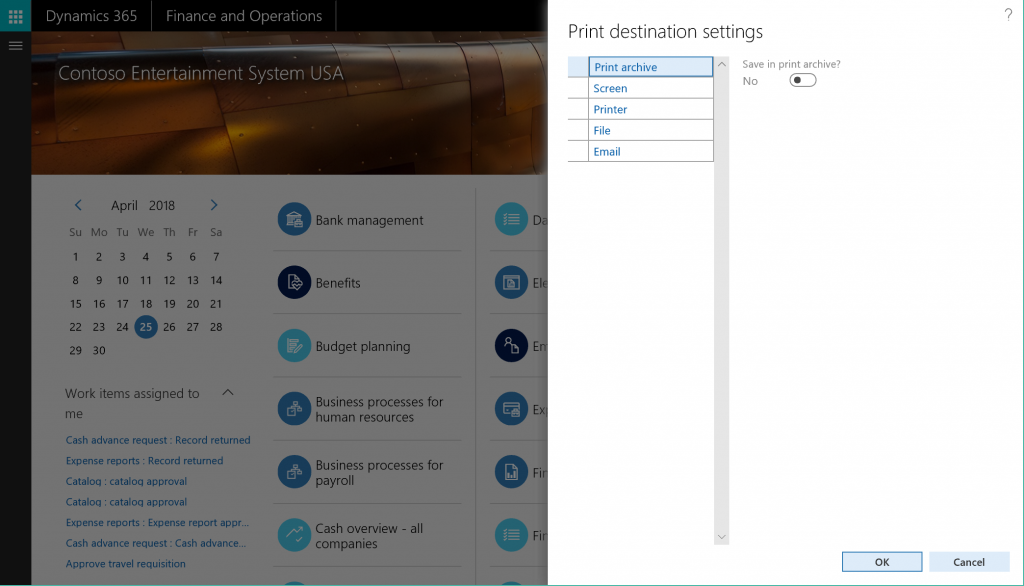 Dynamics 365
Finance and Operations
Contoso Entertainment System USA
April 2018
Su Mo Tu We Th Fr Sa
1 2 3 4 5 6 7
8 9 10 11 12 13 14
15 16 17 18 19 20 21
22 23 24 25 26 27 28
29 30
Work items assigned to
me
Cash advance request : Record returned
Expense reports : Record returned
Catalog : catalog approval
Catalog : catalog approval
Expense reports : Expense report appr...
Cash advance request : Cash advance...
Approve travel requisition
Bank management
Benefits
Budget planning
Business processes for
human resources
Business processes for
payroll
Cash overview - all
companies
?
Print destination settings
Print archive
Screen
Printer
File
Email
Save in print archive?
No
OK
Cancel